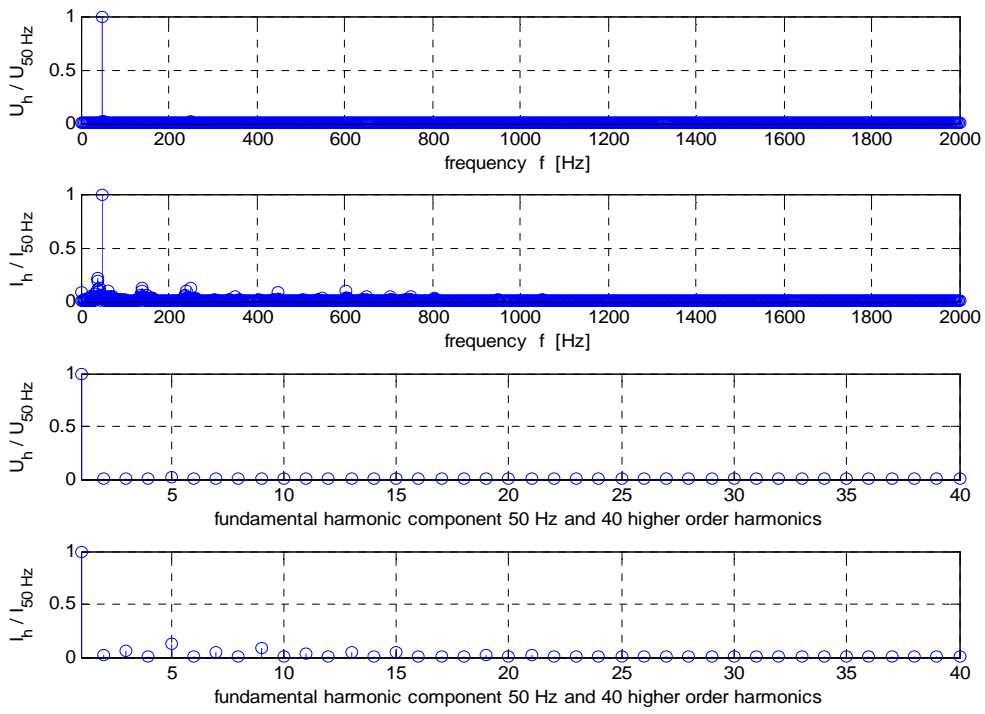 1
0.5
0
U_h / U_50 Hz
0 200 400 600 800 1000 1200 1400 1600 1800 2000
frequency f [Hz]
1
0.5
0
I_h / I_50 Hz
0 200 400 600 800 1000 1200 1400 1600 1800 2000
frequency f [Hz]
1
0.5
0
U_h / U_50 Hz
5 10 15 20 25 30 35 40
fundamental harmonic component 50 Hz and 40 higher order harmonics
1
0.5
0
I_h / I_50 Hz
5 10 15 20 25 30 35 40
fundamental harmonic component 50 Hz and 40 higher order harmonics